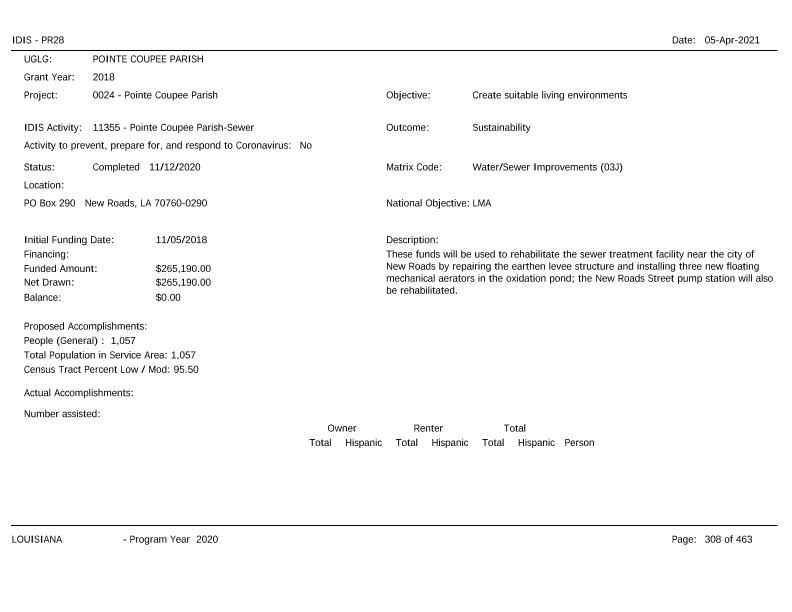 IDIS - PR28 Date: 05-Apr-2021
UGLG: POINTE COUPEE PARISH
Grant Year: 2018
Project: 0024 - Pointe Coupee Parish Objective: Create suitable living environments
IDIS Activity: 11355 - Pointe Coupee Parish-Sewer Outcome: Sustainability
Activity to prevent, prepare for, and respond to Coronavirus: No
Status: Completed 11/12/2020 Matrix Code: Water/Sewer Improvements (03J)
Location:
PO Box 290 New Roads, LA 70760-0290 National Objective: LMA
Initial Funding Date: 11/05/2018 Description:
Financing: These funds will be used to rehabilitate the sewer treatment facility near the city of
Funded Amount: $265,190.00 New Roads by repairing the earthen levee structure and installing three new floating
Net Drawn: $265,190.00 mechanical aerators in the oxidation pond; the New Roads Street pump station will also
Balance: $0.00 be rehabilitated.
Proposed Accomplishments:
People (General) : 1,057
Total Population in Service Area: 1,057
Census Tract Percent Low / Mod: 95.50
Actual Accomplishments:
Number assisted:
Owner Renter Total
Total Hispanic Total Hispanic Total Hispanic Person
LOUISIANA - Program Year 2020 Page: 308 of 463